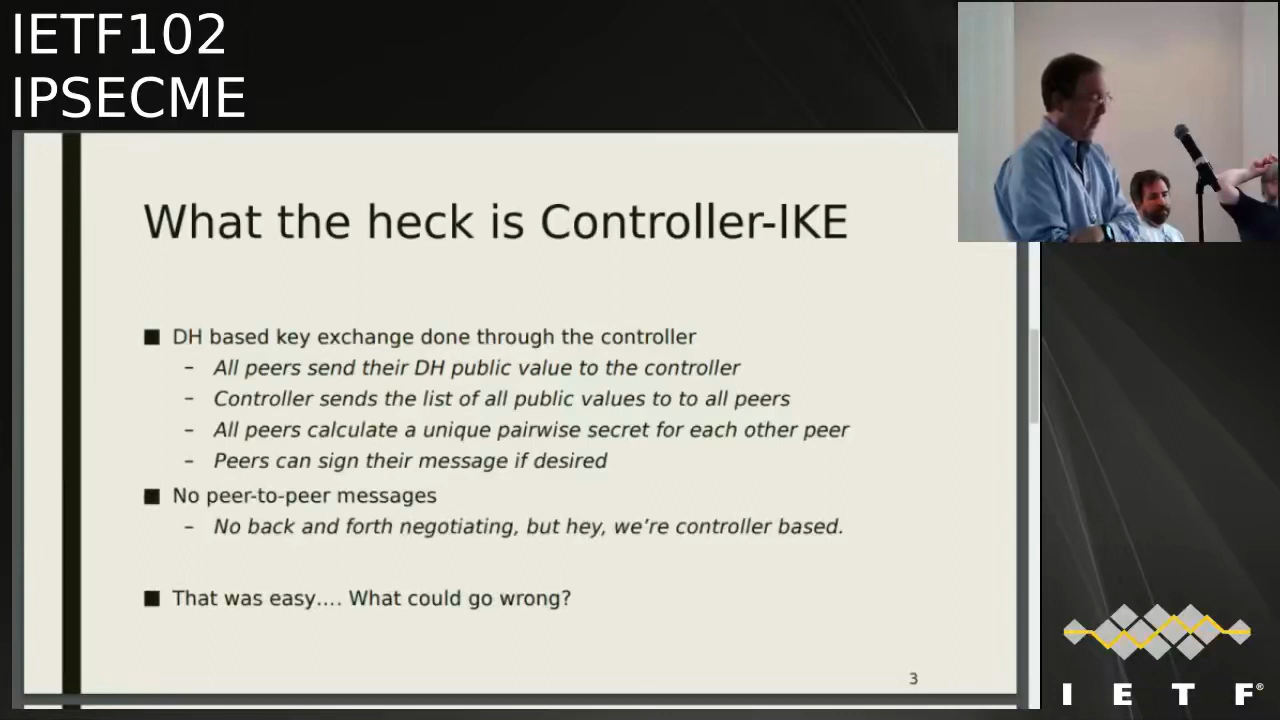 IETF102
IPSECME
What the heck is Controller-IKE
■ DH based key exchange done through the controller
– All peers send their DH public value to the controller
– Controller sends the list of all public values to to all peers
– All peers calculate a unique pairwise secret for each other peer
– Peers can sign their message if desired
■ No peer-to-peer messages
– No back and forth negotiating, but hey, we’re controller based.
■ That was easy…. What could go wrong?
3
I E T F®